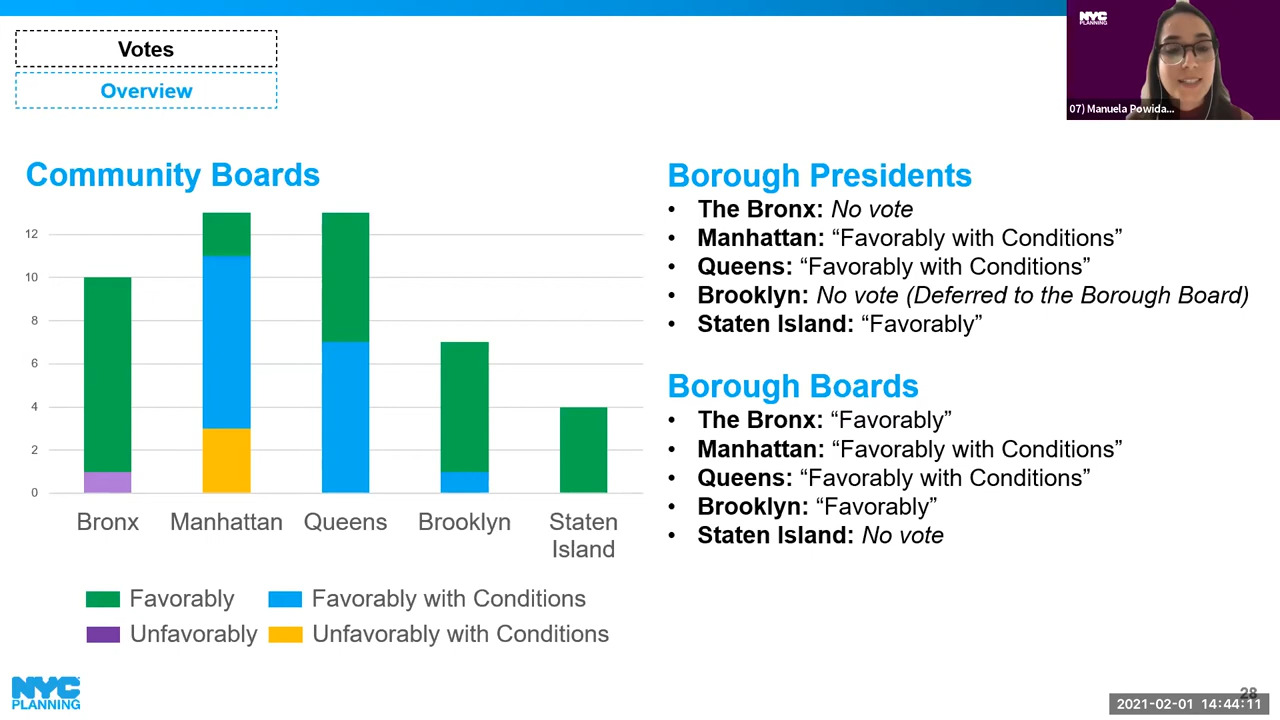 Votes
Overview
NYC
PLANNING
07) Manuela Powida...
Community Boards
12
10
8
6
4
2
0
Bronx
Manhattan
Queens
Brooklyn
Staten
Island
Favorably
Favorably with Conditions
Unfavorably
Unfavorably with Conditions
Borough Presidents
• The Bronx: No vote
• Manhattan: “Favorably with Conditions”
• Queens: “Favorably with Conditions”
• Brooklyn: No vote (Deferred to the Borough Board)
• Staten Island: “Favorably”
Borough Boards
• The Bronx: “Favorably”
• Manhattan: “Favorably with Conditions”
• Queens: “Favorably with Conditions”
• Brooklyn: “Favorably”
• Staten Island: No vote
NYC
PLANNING
28
2021-02-01 14:44:11